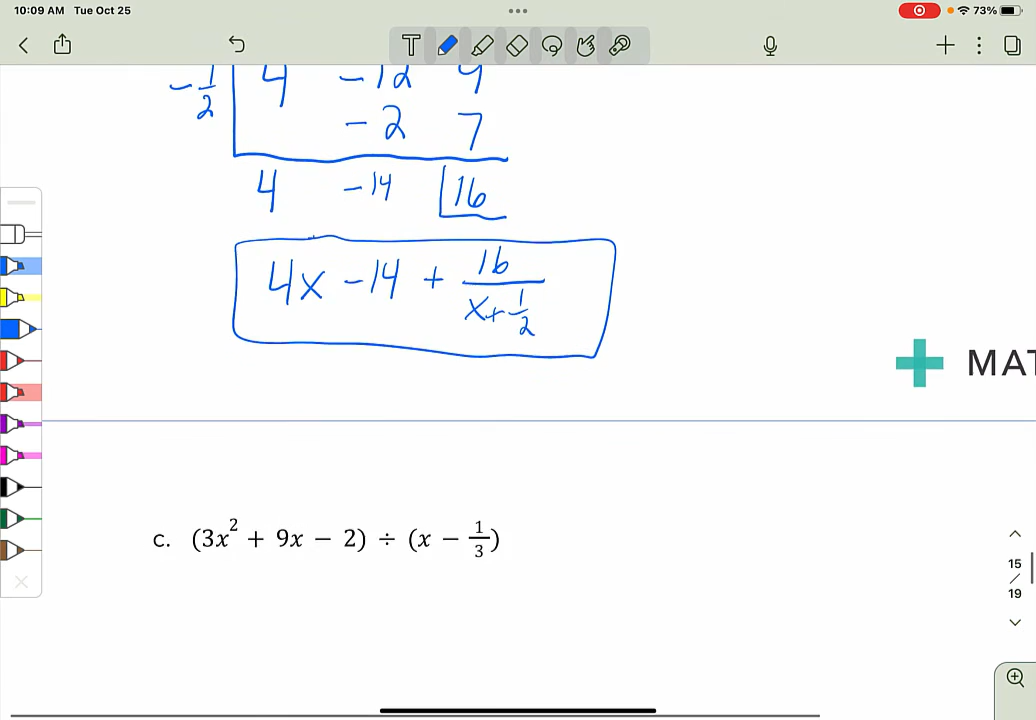 10:09 AM Tue Oct 25
73%
-1/2 | 4 -12 9
-2 7
4 -14 | 16
4x - 14 + 16/(x + 1/2)
MAT
c. (3x² + 9x − 2) ÷ (x − 1/3)
15
/
19